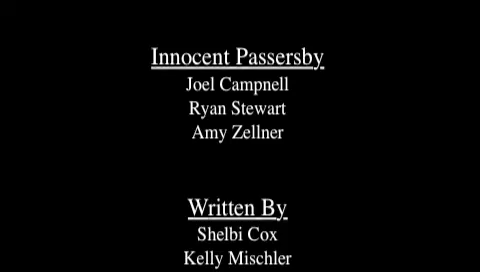 Innocent Passersby
Joel Campnell
Ryan Stewart
Amy Zellner
Written By
Shelbi Cox
Kelly Mischler